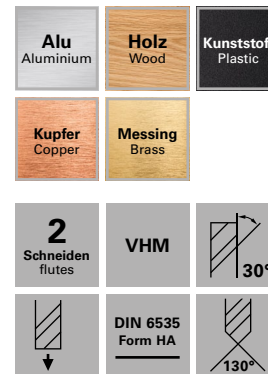 Alu
Aluminium
Holz
Wood
Kunststof
Plastic
Kupfer
Copper
Messing
Brass
2
Schneiden
flutes
VHM
30°
DIN 6535
Form HA
130°